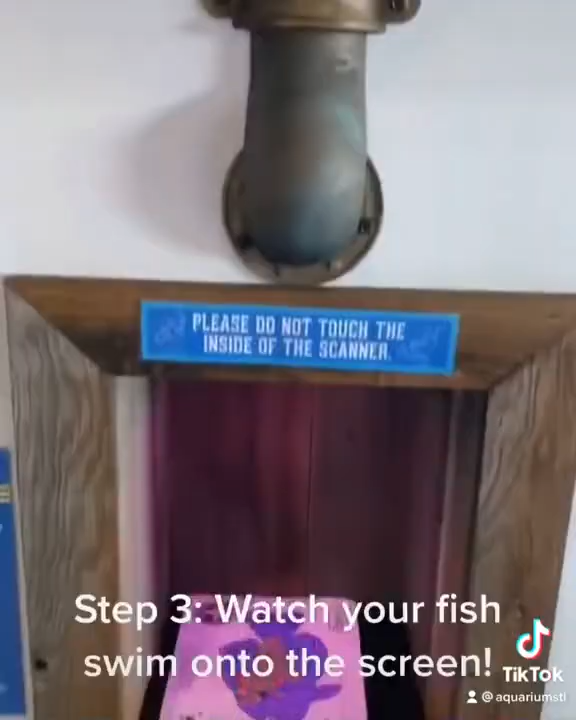 PLEASE DO NOT TOUCH THE
INSIDE OF THE SCANNER
Step 3: Watch your fish
swim onto the screen!
TikTok
@aquariumstl